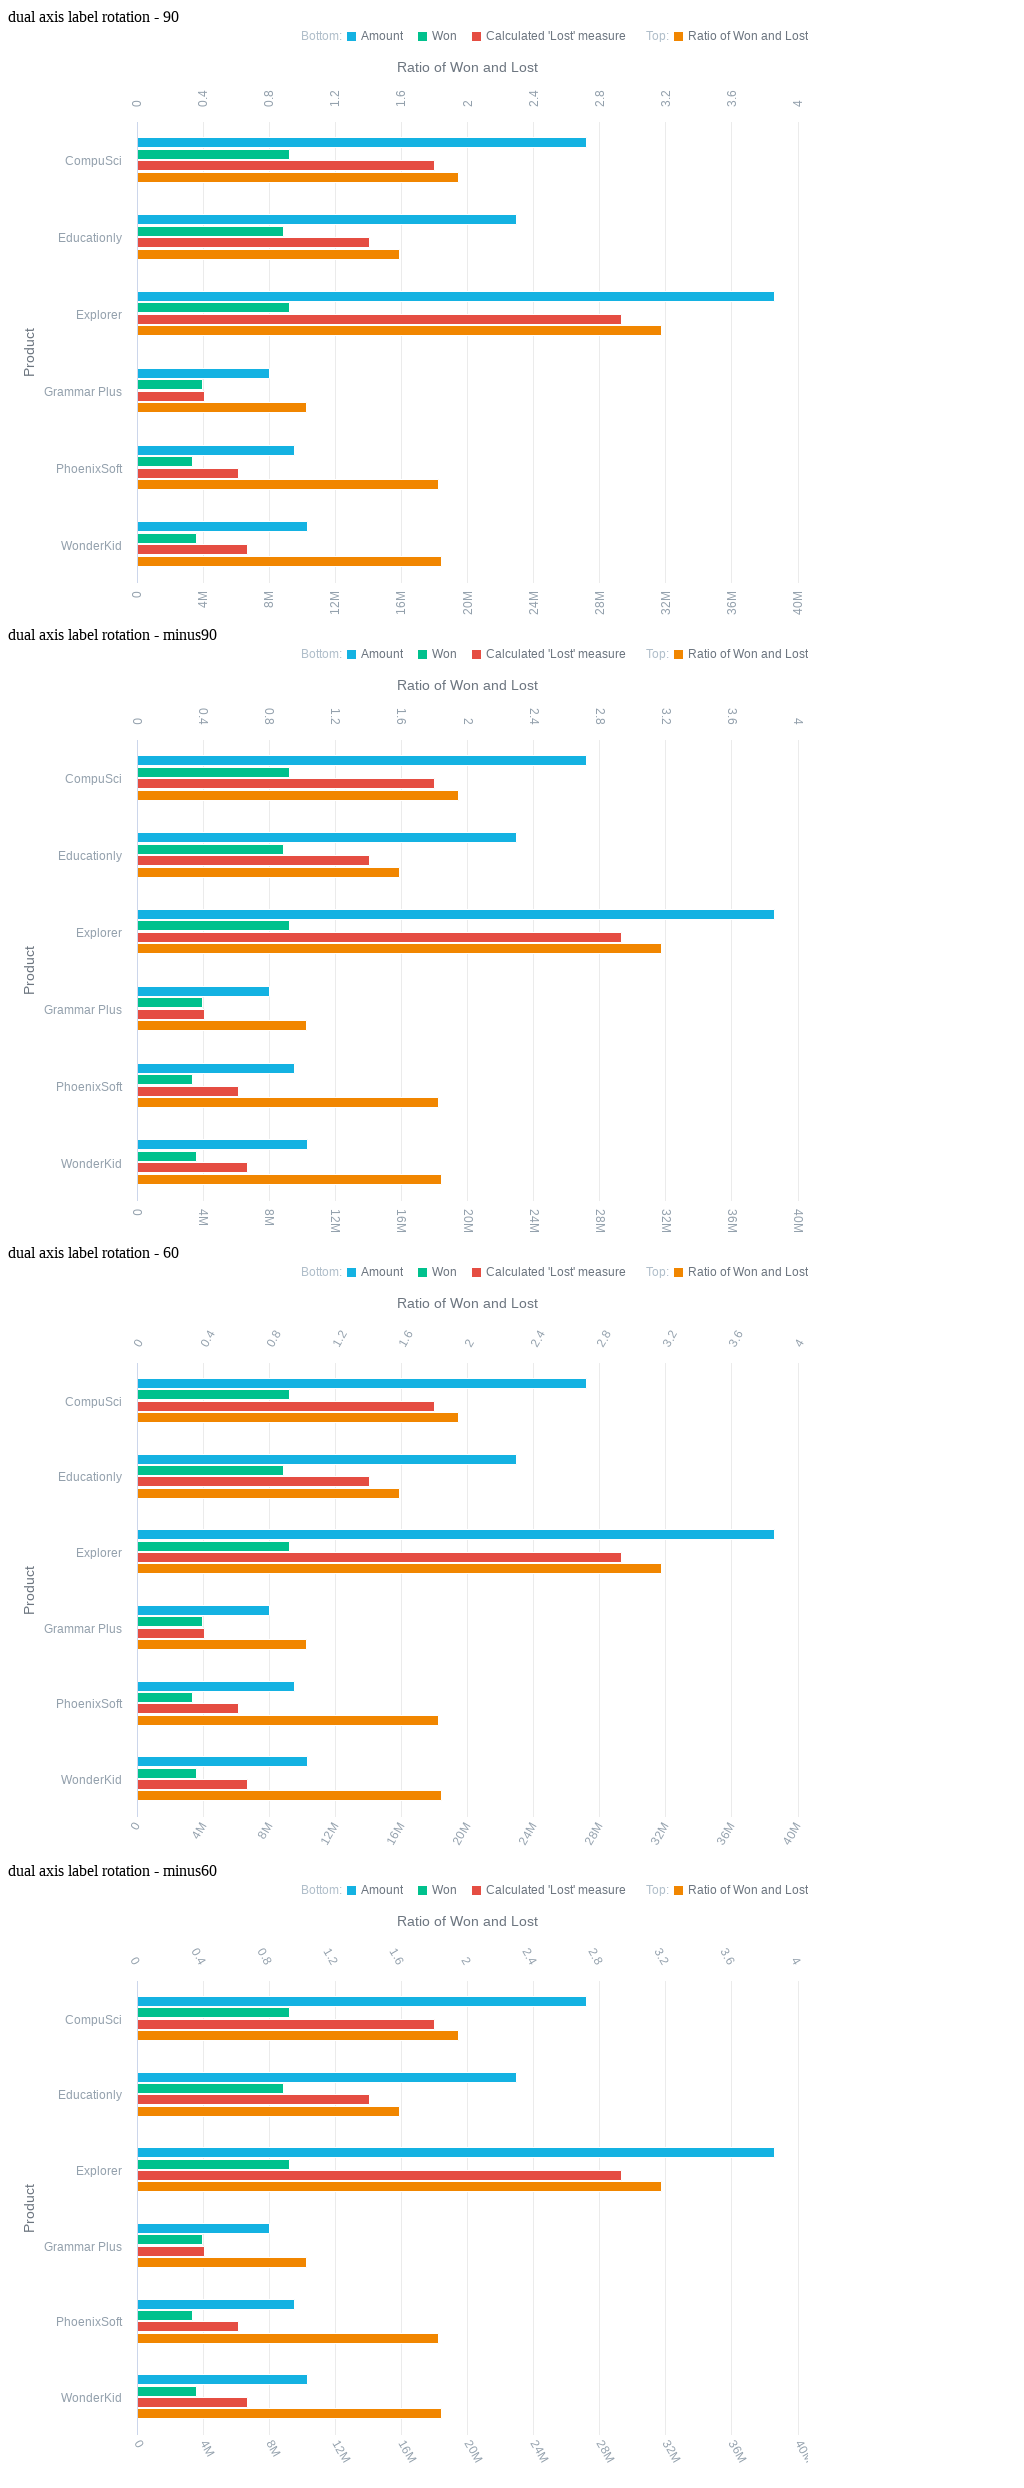 dual axis label rotation - 90
Bottom: Amount Won Calculated 'Lost' measure Top: Ratio of Won and Lost
Ratio of Won and Lost
0 0.4 0.8 1.2 1.6 2 2.4 2.8 3.2 3.6 4
CompuSci
Educationly
Explorer
Product
Grammar Plus
PhoenixSoft
WonderKid
0 4M 8M 12M 16M 20M 24M 28M 32M 36M 40M
dual axis label rotation - minus90
Bottom: Amount Won Calculated 'Lost' measure Top: Ratio of Won and Lost
Ratio of Won and Lost
0 0.4 0.8 1.2 1.6 2 2.4 2.8 3.2 3.6 4
CompuSci
Educationly
Explorer
Product
Grammar Plus
PhoenixSoft
WonderKid
0 4M 8M 12M 16M 20M 24M 28M 32M 36M 40M
dual axis label rotation - 60
Bottom: Amount Won Calculated 'Lost' measure Top: Ratio of Won and Lost
Ratio of Won and Lost
0 0.4 0.8 1.2 1.6 2 2.4 2.8 3.2 3.6 4
CompuSci
Educationly
Explorer
Product
Grammar Plus
PhoenixSoft
WonderKid
0 4M 8M 12M 16M 20M 24M 28M 32M 36M 40M
dual axis label rotation - minus60
Bottom: Amount Won Calculated 'Lost' measure Top: Ratio of Won and Lost
Ratio of Won and Lost
0 0.4 0.8 1.2 1.6 2 2.4 2.8 3.2 3.6 4
CompuSci
Educationly
Explorer
Product
Grammar Plus
PhoenixSoft
WonderKid
0 4M 8M 12M 16M 20M 24M 28M 32M 36M 40M